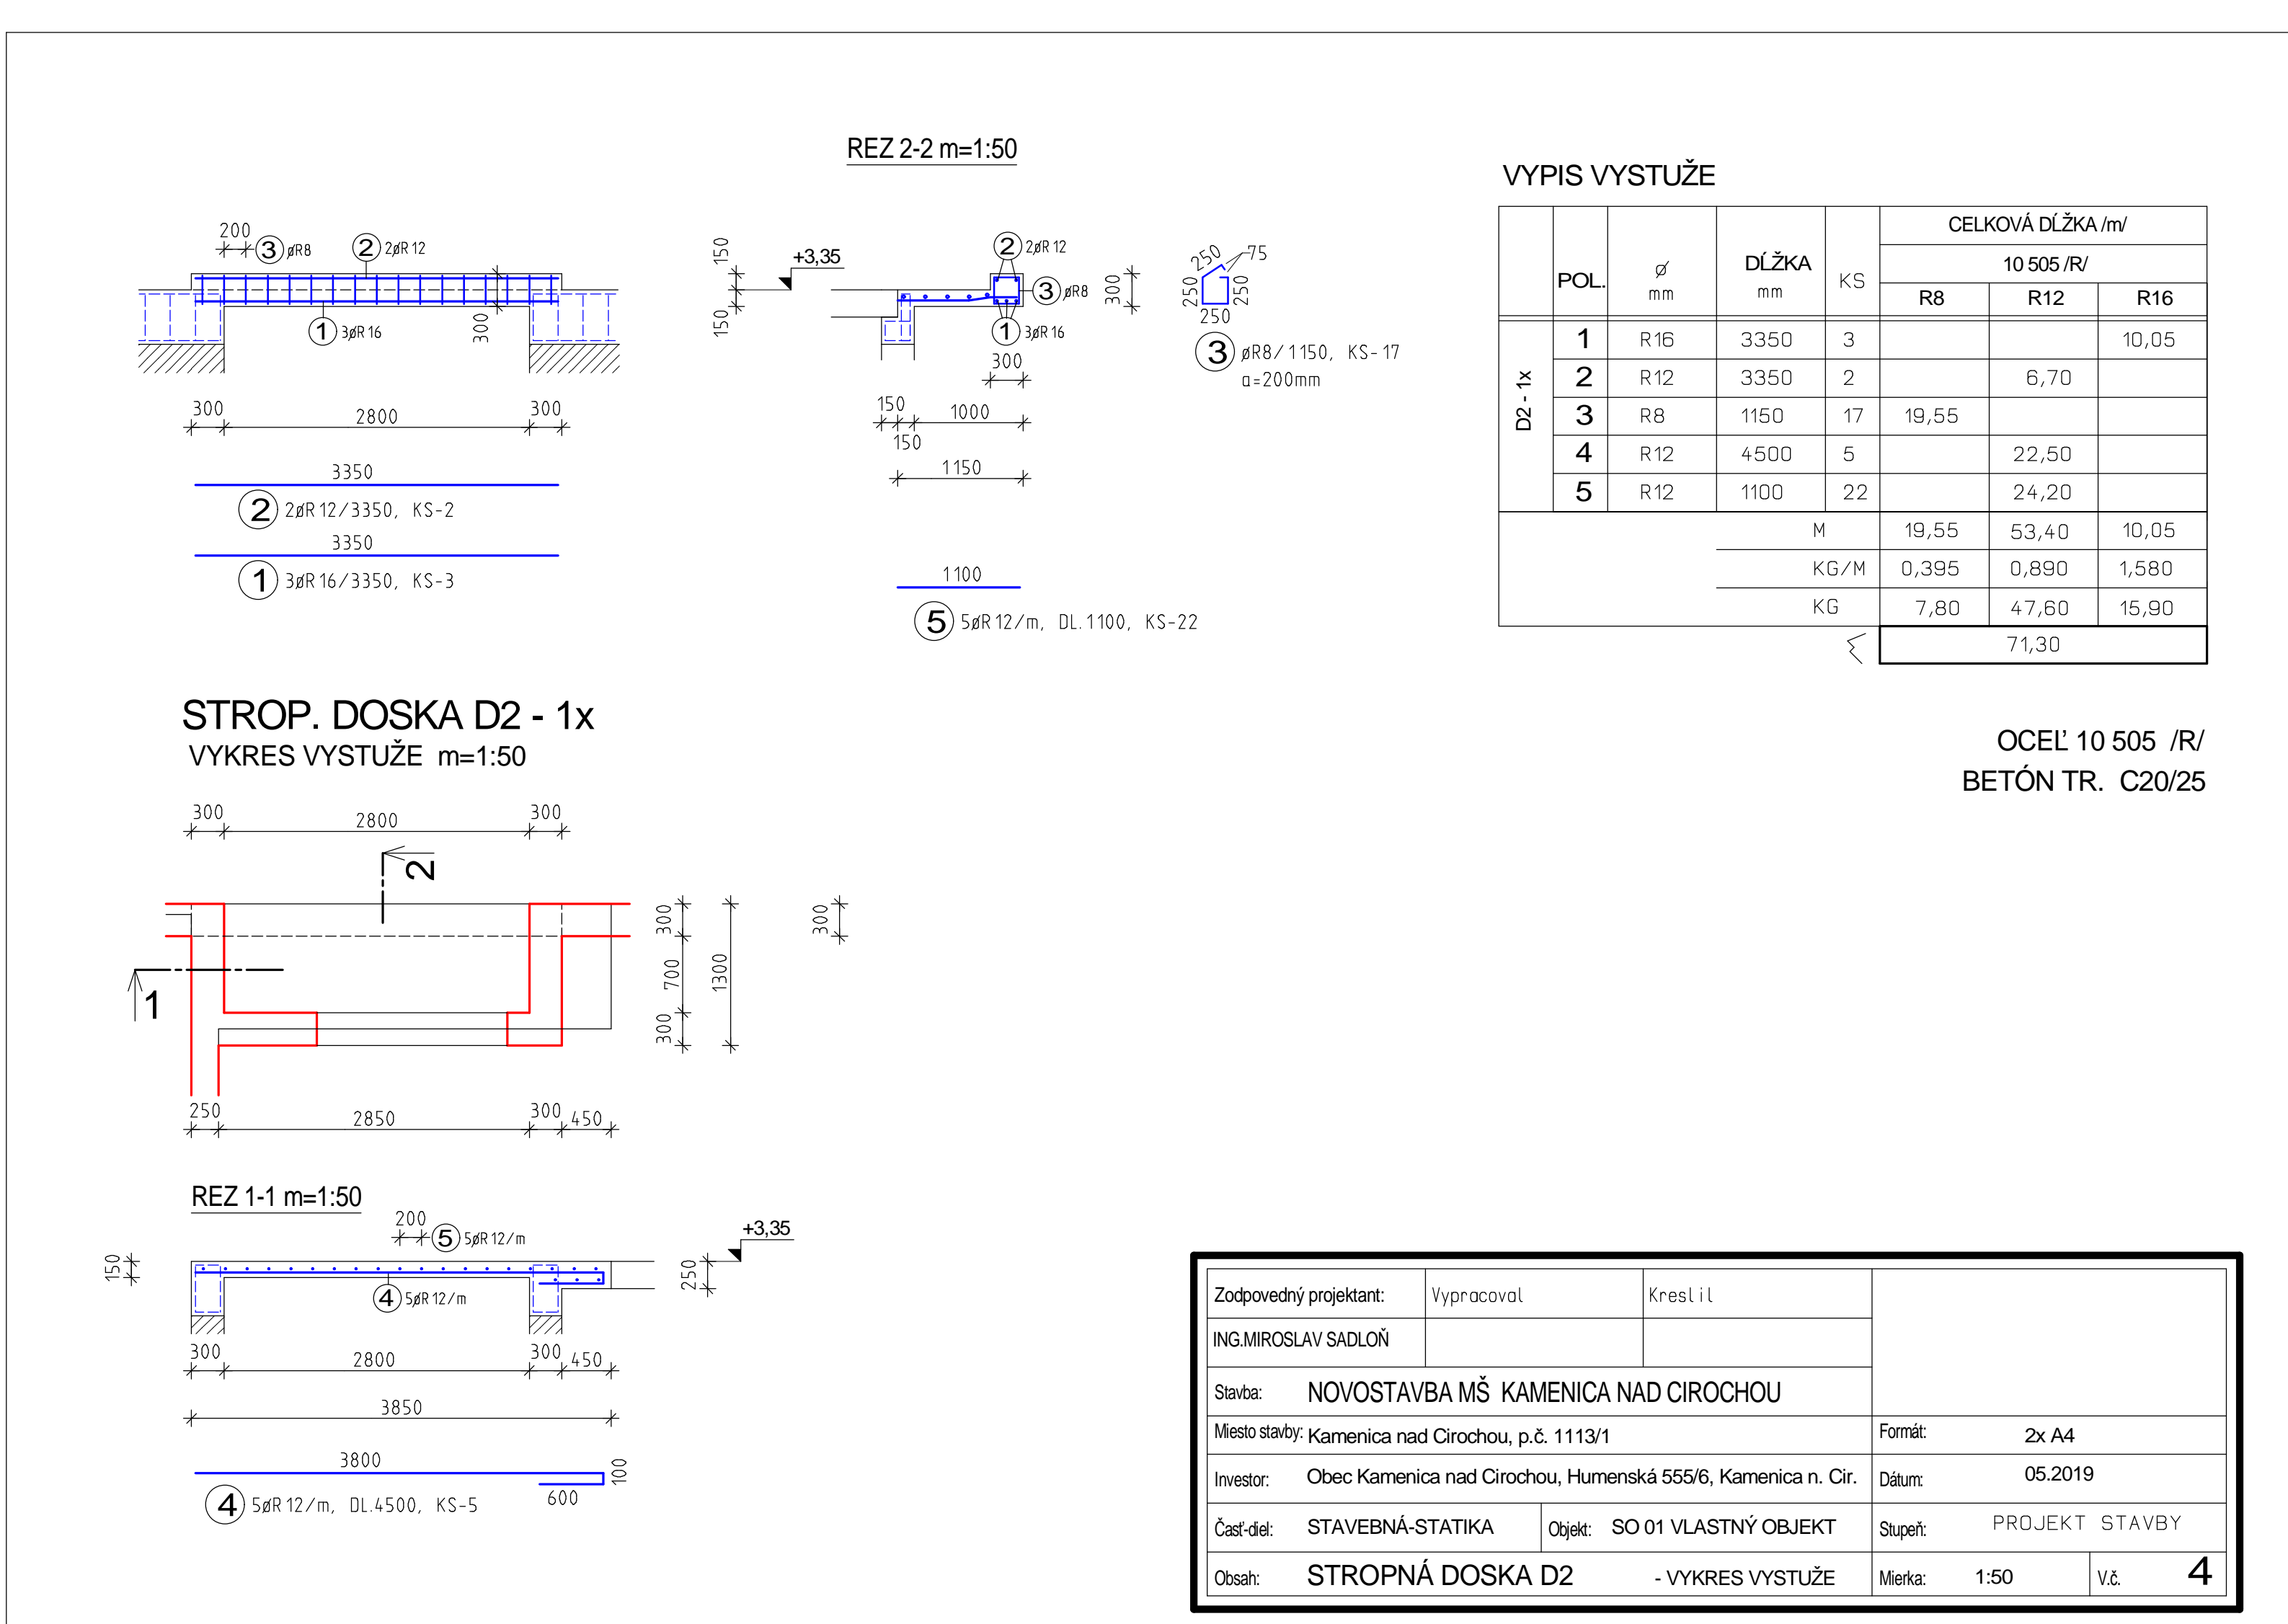 REZ 2-2 m=1:50
200
3 øR8
2 2øR12
300
1 3øR16
300 2800 300
3350
2 2øR12/3350, KS-2
3350
1 3øR16/3350, KS-3
150
150
+3,35
2 2øR12
3 øR8
300
1 3øR16
300
150 1000
150
1150
1100
5 5øR12/m, DL.1100, KS-22
250 75
250 250
250
3 øR8/1150, KS-17
a=200mm
VYPIS VYSTUŽE
POL. ø mm DĹŽKA mm KS CELKOVÁ DĹŽKA /m/
10 505 /R/
R8 R12 R16
D2 - 1x
1 R16 3350 3 10,05
2 R12 3350 2 6,70
3 R8 1150 17 19,55
4 R12 4500 5 22,50
5 R12 1100 22 24,20
M 19,55 53,40 10,05
KG/M 0,395 0,890 1,580
KG 7,80 47,60 15,90
Σ 71,30
OCEĽ 10 505 /R/
BETÓN TR. C20/25
STROP. DOSKA D2 - 1x
VYKRES VYSTUŽE m=1:50
300 2800 300
2
1
300
700
300
1300
300
250 2850 300 450
REZ 1-1 m=1:50
200
5 5øR12/m
+3,35
150
250
4 5øR12/m
300 2800 300 450
3850
3800
100
600
4 5øR12/m, DL.4500, KS-5
Zodpovedný projektant: Vypracoval Kreslil
ING.MIROSLAV SADLOŇ
Stavba: NOVOSTAVBA MŠ KAMENICA NAD CIROCHOU
Miesto stavby: Kamenica nad Cirochou, p.č. 1113/1
Formát: 2x A4
Investor: Obec Kamenica nad Cirochou, Humenská 555/6, Kamenica n. Cir.
Dátum: 05.2019
Časť-diel: STAVEBNÁ-STATIKA Objekt: SO 01 VLASTNÝ OBJEKT
Stupeň: PROJEKT STAVBY
Obsah: STROPNÁ DOSKA D2 - VYKRES VYSTUŽE
Mierka: 1:50 V.č. 4